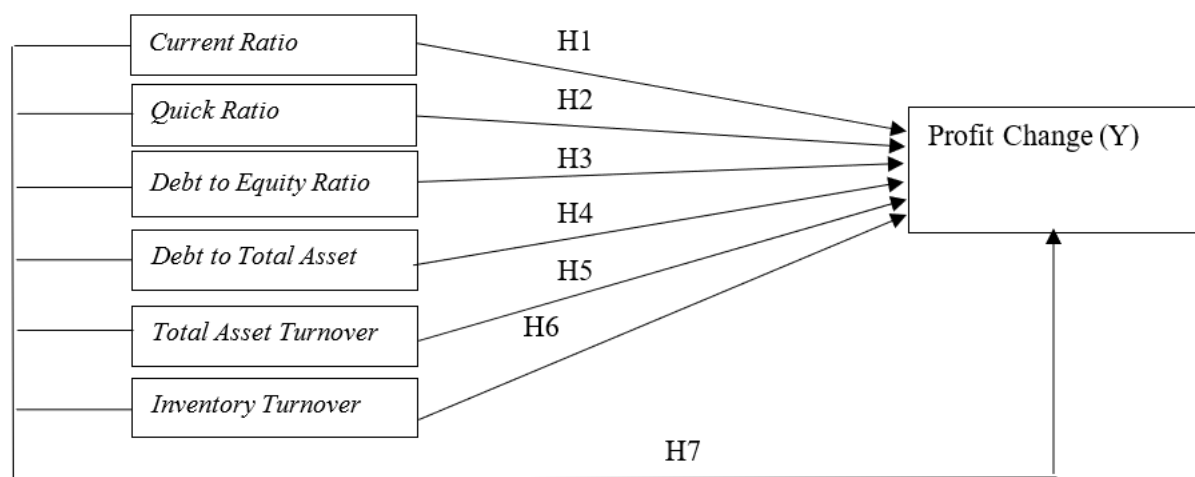 Current Ratio
H1
Quick Ratio
H2
Profit Change (Y)
Debt to Equity Ratio
H3
Debt to Total Asset
H4
Total Asset Turnover
H5
Inventory Turnover
H6
H7